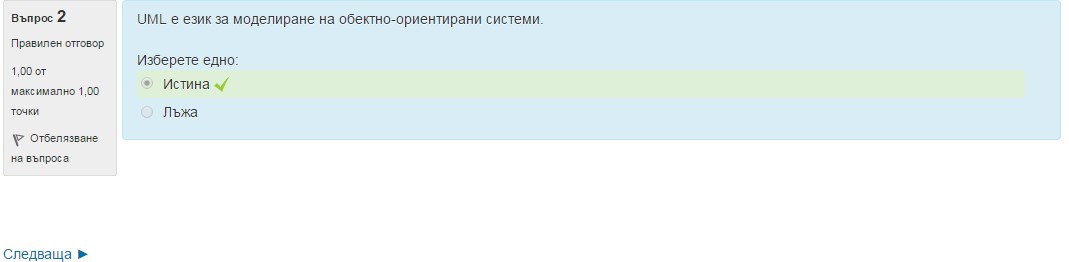 Въпрос 2
Правилен отговор
1,00 от
максимално 1,00
точки
Отбелязване
на въпроса
UML е език за моделиране на обектно-ориентирани системи.
Изберете едно:
Истина
Лъжа
Следваща ►